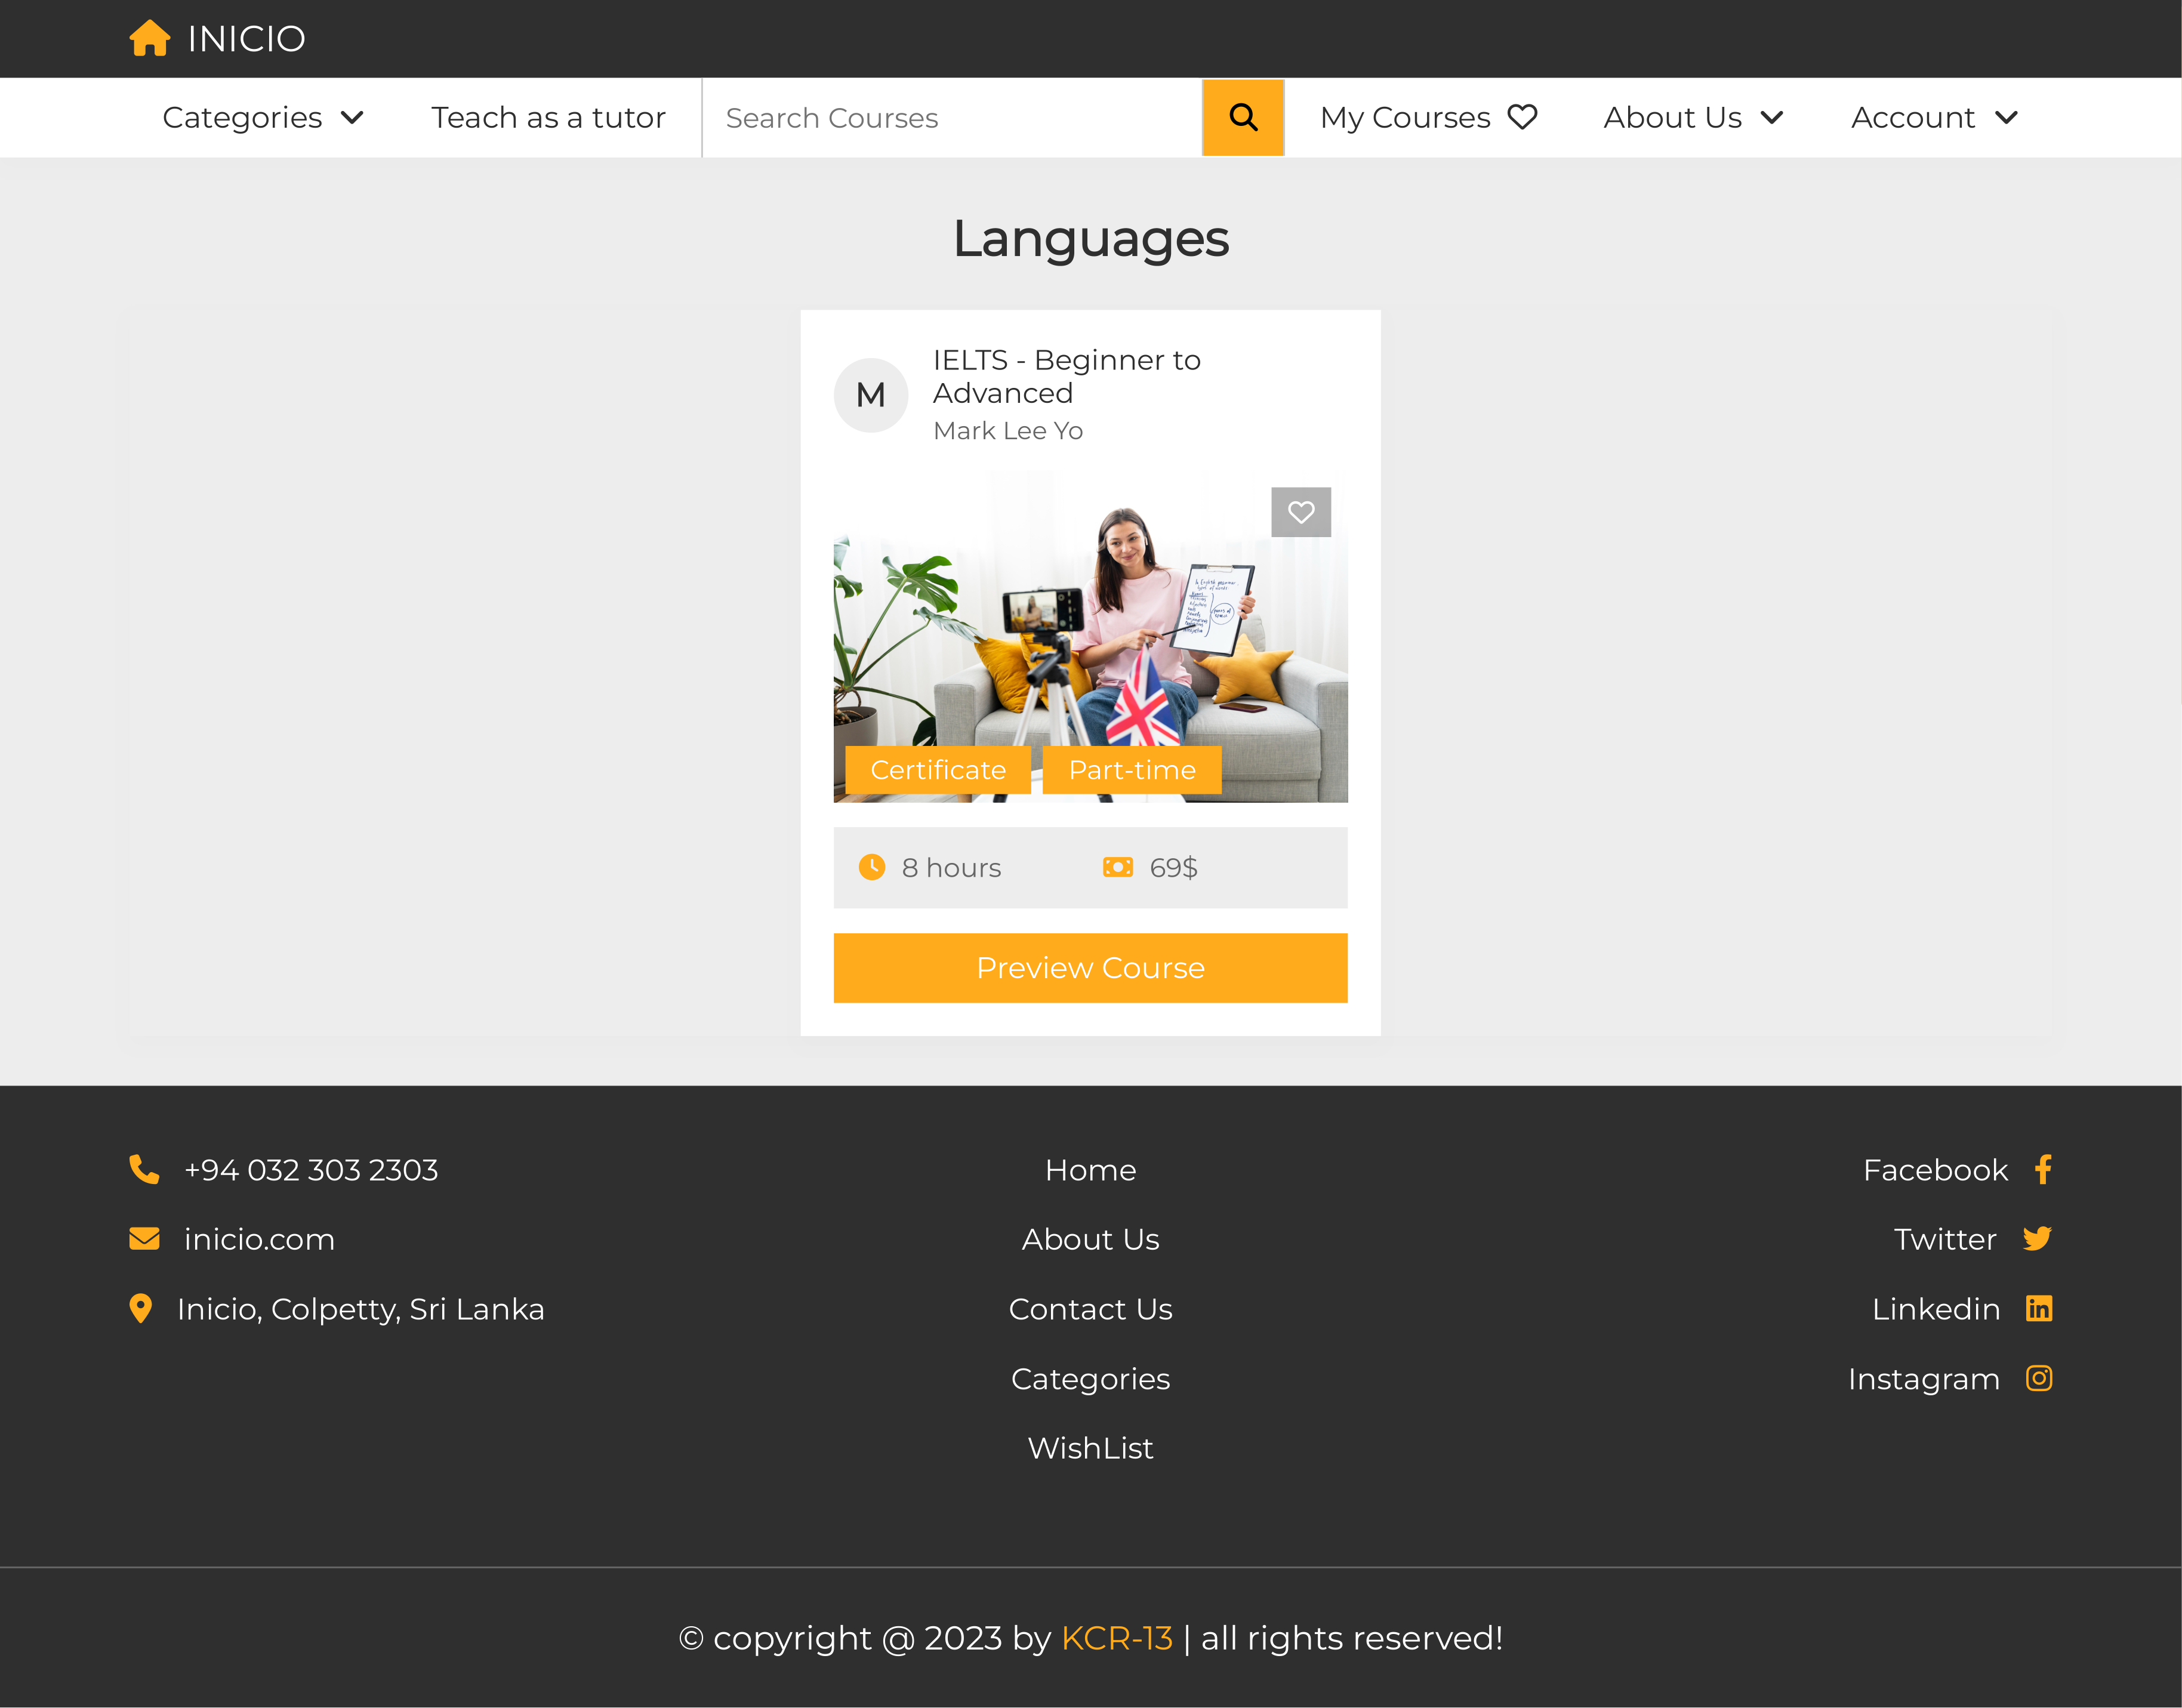 INICIO
Categories
Teach as a tutor
Search Courses
My Courses
About Us
Account
Languages
M
IELTS - Beginner to
Advanced
Mark Lee Yo
Certificate
Part-time
8 hours
69$
Preview Course
+94 032 303 2303
inicio.com
Inicio, Colpetty, Sri Lanka
Home
About Us
Contact Us
Categories
WishList
Facebook
Twitter
Linkedin
Instagram
© copyright @ 2023 by KCR-13 | all rights reserved!